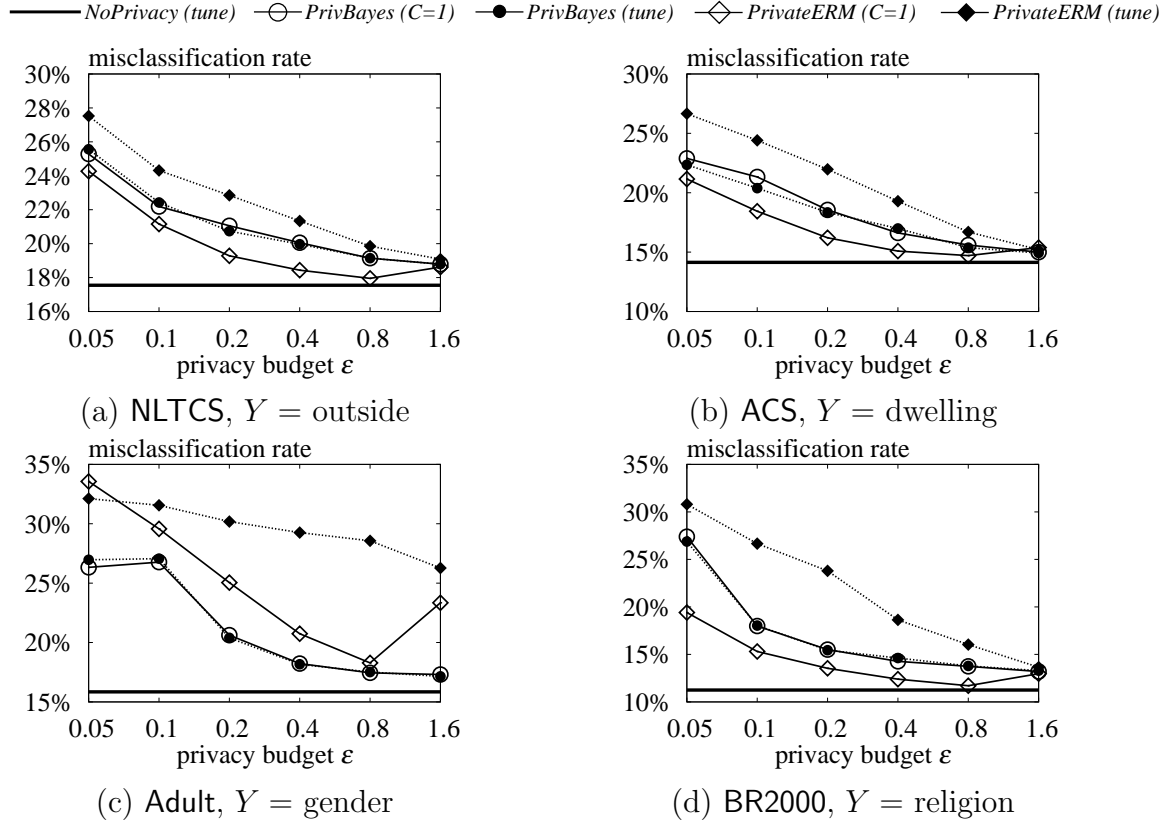 NoPrivacy (tune) PrivBayes (C=1) PrivBayes (tune) PrivateERM (C=1) PrivateERM (tune)
misclassification rate
30%
28%
26%
24%
22%
20%
18%
16%
0.05 0.1 0.2 0.4 0.8 1.6
privacy budget ε
(a) NLTCS, Y = outside
misclassification rate
30%
25%
20%
15%
10%
0.05 0.1 0.2 0.4 0.8 1.6
privacy budget ε
(b) ACS, Y = dwelling
misclassification rate
35%
30%
25%
20%
15%
0.05 0.1 0.2 0.4 0.8 1.6
privacy budget ε
(c) Adult, Y = gender
misclassification rate
35%
30%
25%
20%
15%
10%
0.05 0.1 0.2 0.4 0.8 1.6
privacy budget ε
(d) BR2000, Y = religion